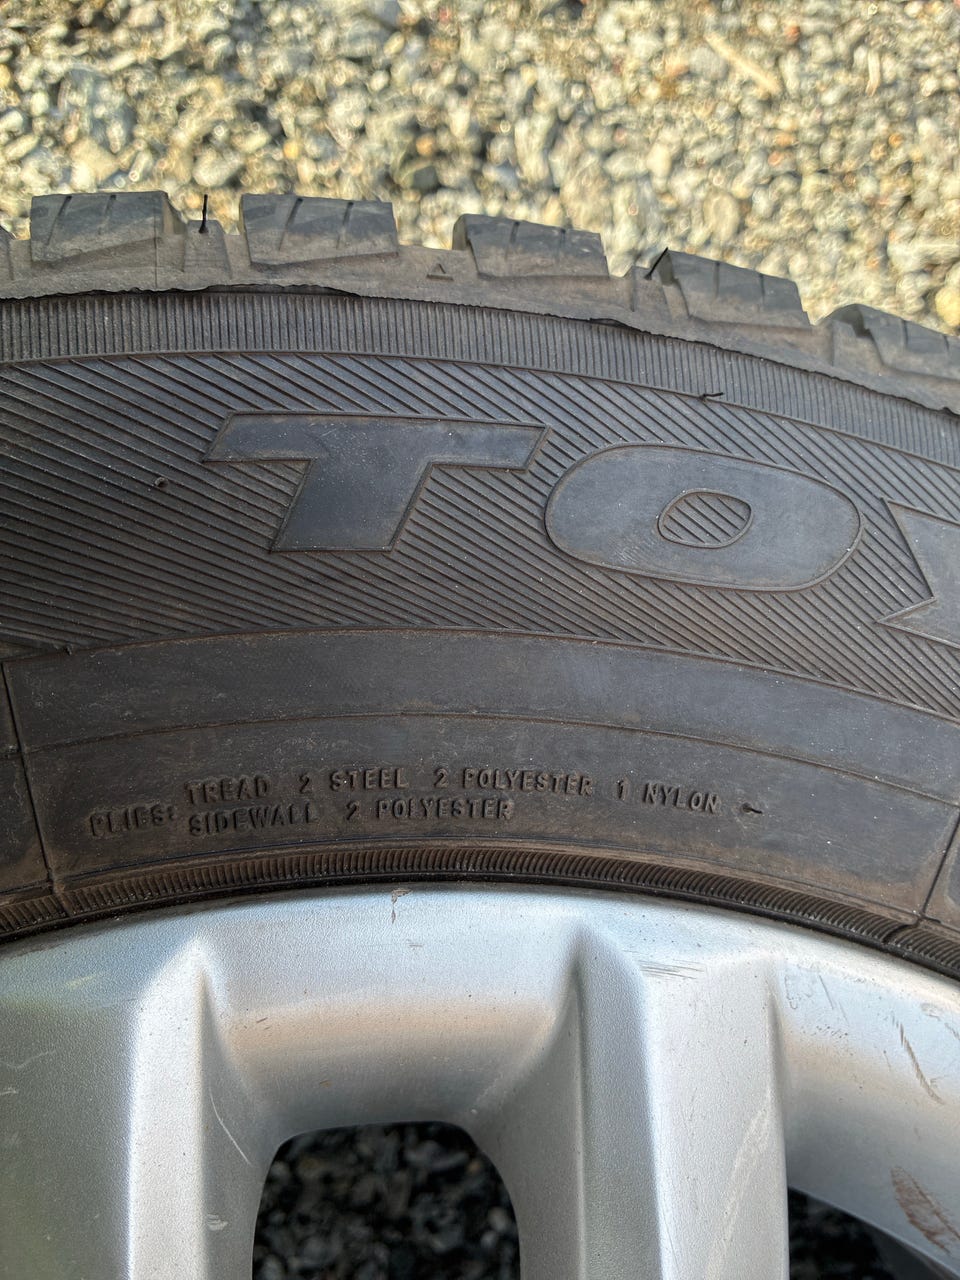 TO
PLIES: TREAD 2 STEEL 2 POLYESTER 1 NYLON
SIDEWALL 2 POLYESTER